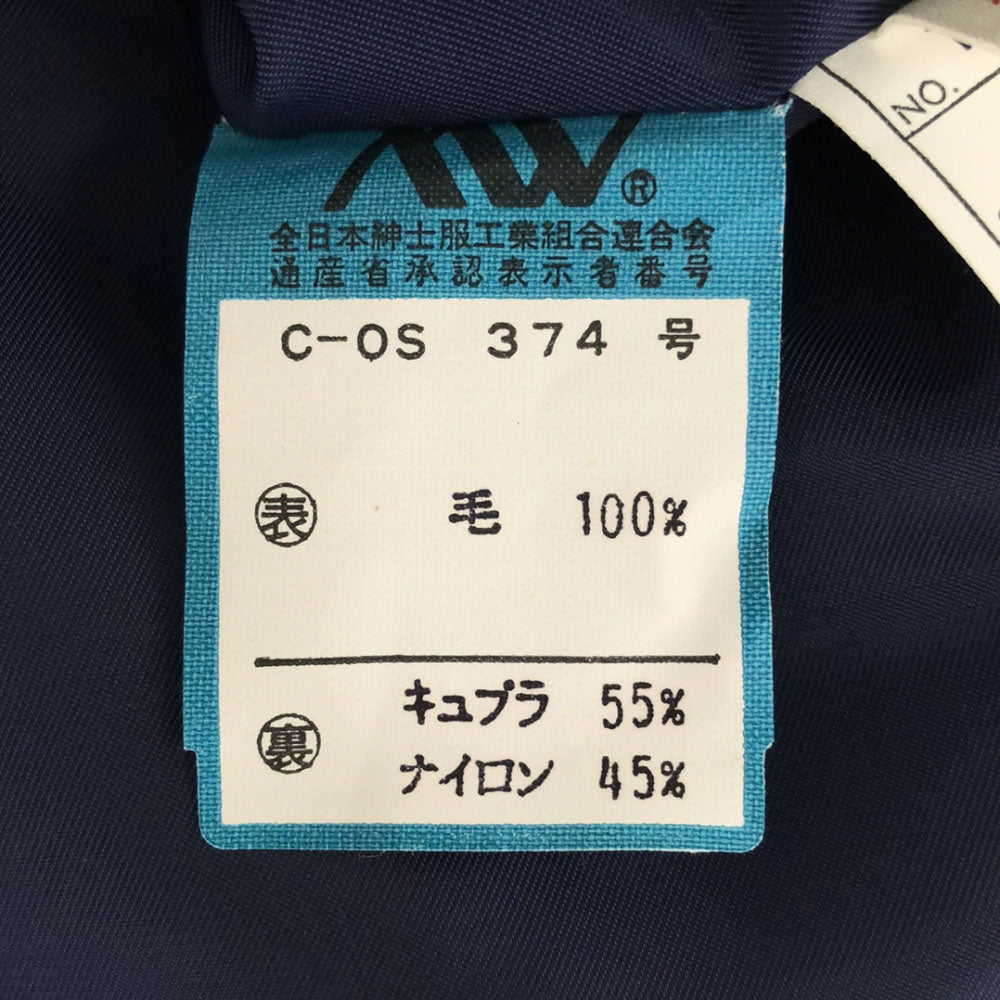 ®
全日本紳士服工業組合連合会
通産省承認表示者番号
C-OS 374 号
表 毛 100%
裏 キュプラ 55%
ナイロン 45%
NO.